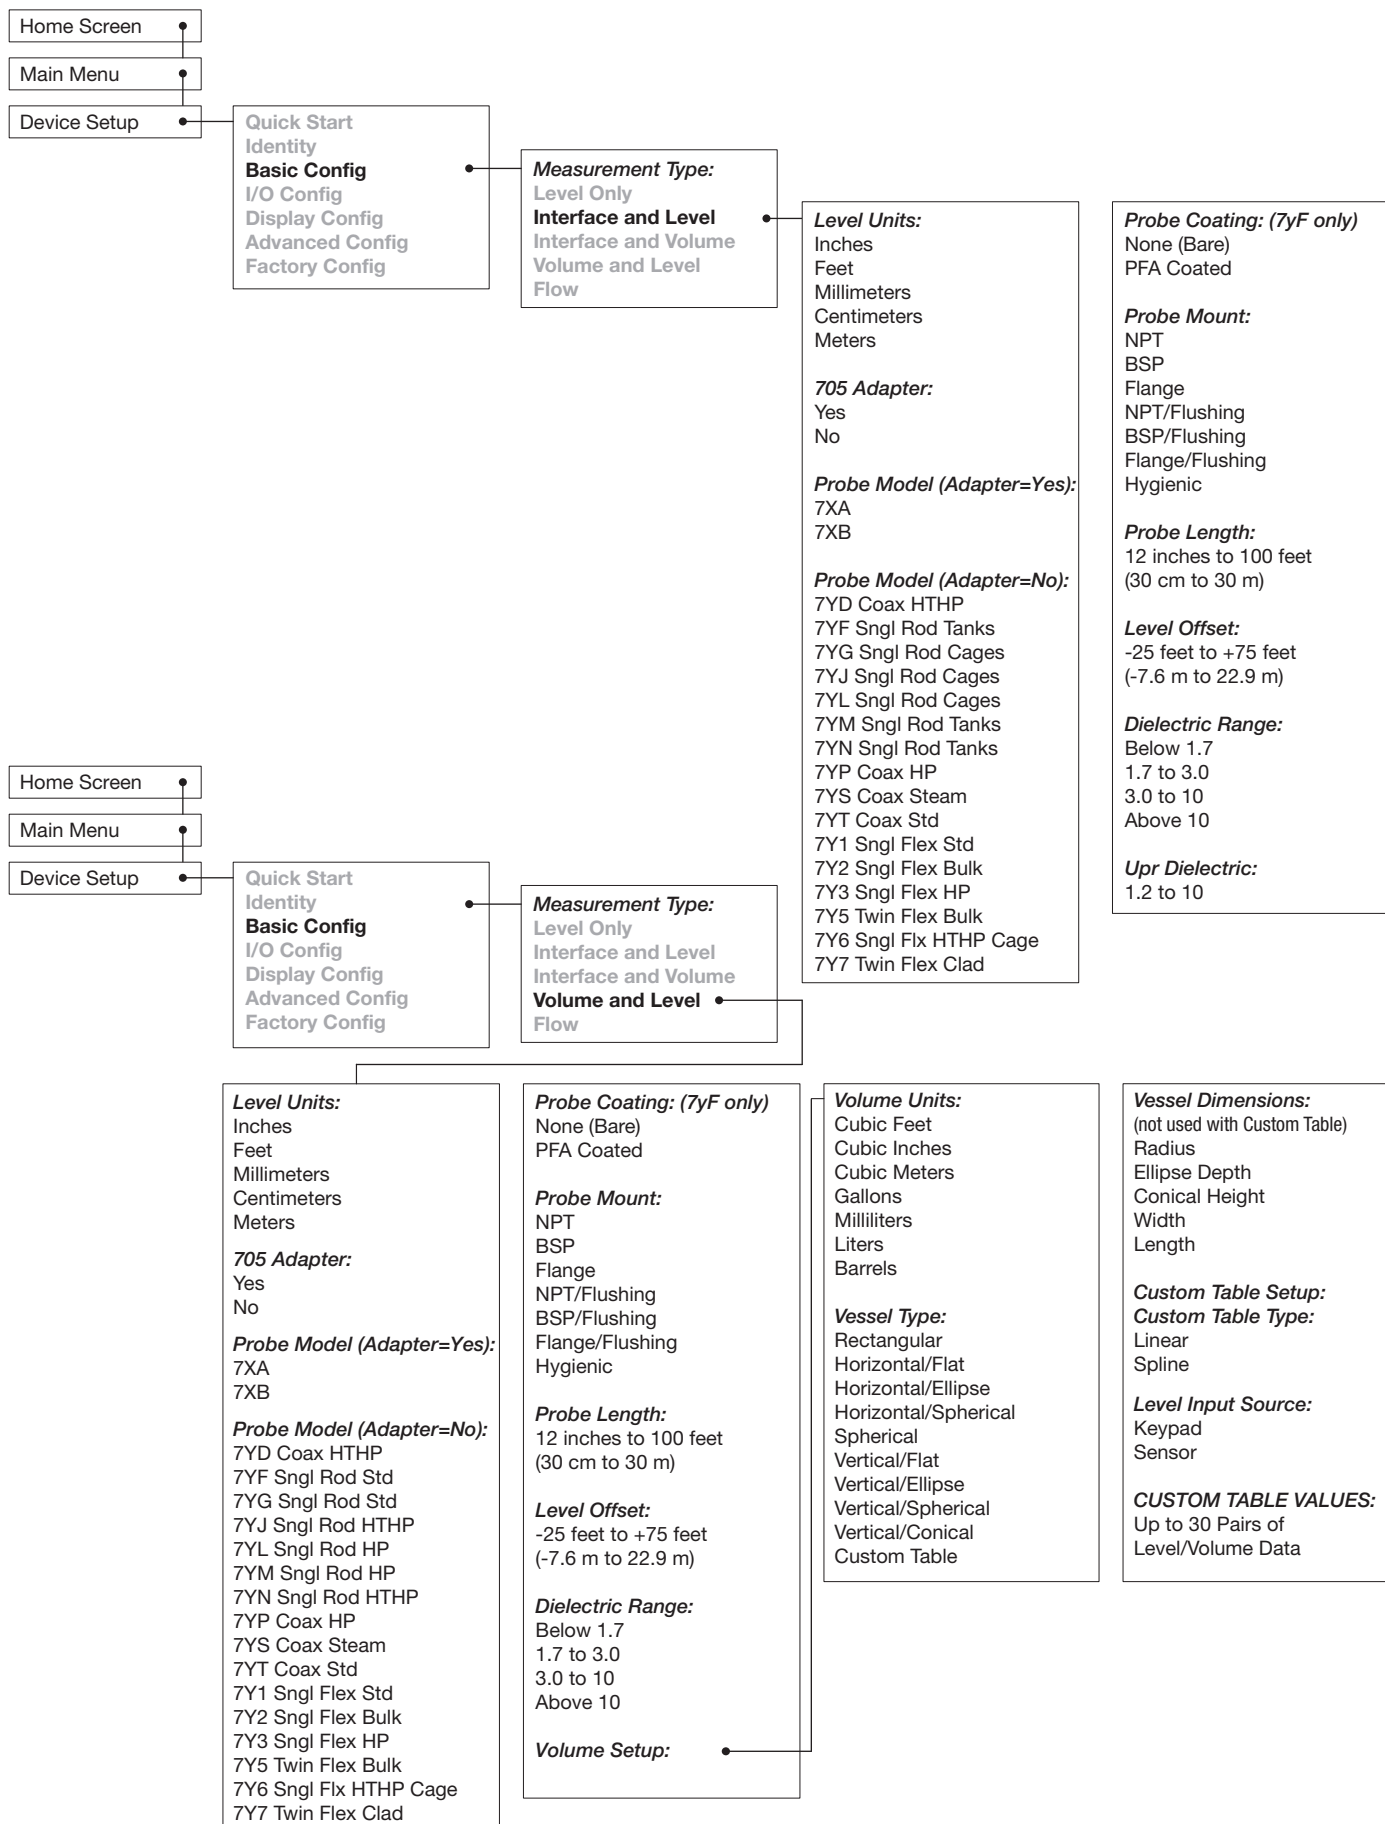 Home Screen
Main Menu
Device Setup
Quick Start
Identity
Basic Config
I/O Config
Display Config
Advanced Config
Factory Config
Measurement Type:
Level Only
Interface and Level
Interface and Volume
Volume and Level
Flow
Level Units:
Inches
Feet
Millimeters
Centimeters
Meters
705 Adapter:
Yes
No
Probe Model (Adapter=Yes):
7XA
7XB
Probe Model (Adapter=No):
7YD Coax HTHP
7YF Sngl Rod Tanks
7YG Sngl Rod Cages
7YJ Sngl Rod Cages
7YL Sngl Rod Cages
7YM Sngl Rod Tanks
7YN Sngl Rod Tanks
7YP Coax HP
7YS Coax Steam
7YT Coax Std
7Y1 Sngl Flex Std
7Y2 Sngl Flex Bulk
7Y3 Sngl Flex HP
7Y5 Twin Flex Bulk
7Y6 Sngl Flx HTHP Cage
7Y7 Twin Flex Clad
Probe Coating: (7yF only)
None (Bare)
PFA Coated
Probe Mount:
NPT
BSP
Flange
NPT/Flushing
BSP/Flushing
Flange/Flushing
Hygienic
Probe Length:
12 inches to 100 feet
(30 cm to 30 m)
Level Offset:
-25 feet to +75 feet
(-7.6 m to 22.9 m)
Dielectric Range:
Below 1.7
1.7 to 3.0
3.0 to 10
Above 10
Upr Dielectric:
1.2 to 10
Home Screen
Main Menu
Device Setup
Quick Start
Identity
Basic Config
I/O Config
Display Config
Advanced Config
Factory Config
Measurement Type:
Level Only
Interface and Level
Interface and Volume
Volume and Level
Flow
Level Units:
Inches
Feet
Millimeters
Centimeters
Meters
705 Adapter:
Yes
No
Probe Model (Adapter=Yes):
7XA
7XB
Probe Model (Adapter=No):
7YD Coax HTHP
7YF Sngl Rod Std
7YG Sngl Rod Std
7YJ Sngl Rod HTHP
7YL Sngl Rod HP
7YM Sngl Rod HP
7YN Sngl Rod HTHP
7YP Coax HP
7YS Coax Steam
7YT Coax Std
7Y1 Sngl Flex Std
7Y2 Sngl Flex Bulk
7Y3 Sngl Flex HP
7Y5 Twin Flex Bulk
7Y6 Sngl Flx HTHP Cage
7Y7 Twin Flex Clad
Probe Coating: (7yF only)
None (Bare)
PFA Coated
Probe Mount:
NPT
BSP
Flange
NPT/Flushing
BSP/Flushing
Flange/Flushing
Hygienic
Probe Length:
12 inches to 100 feet
(30 cm to 30 m)
Level Offset:
-25 feet to +75 feet
(-7.6 m to 22.9 m)
Dielectric Range:
Below 1.7
1.7 to 3.0
3.0 to 10
Above 10
Volume Setup:
Volume Units:
Cubic Feet
Cubic Inches
Cubic Meters
Gallons
Milliliters
Liters
Barrels
Vessel Type:
Rectangular
Horizontal/Flat
Horizontal/Ellipse
Horizontal/Spherical
Spherical
Vertical/Flat
Vertical/Ellipse
Vertical/Spherical
Vertical/Conical
Custom Table
Vessel Dimensions:
(not used with Custom Table)
Radius
Ellipse Depth
Conical Height
Width
Length
Custom Table Setup:
Custom Table Type:
Linear
Spline
Level Input Source:
Keypad
Sensor
CUSTOM TABLE VALUES:
Up to 30 Pairs of
Level/Volume Data